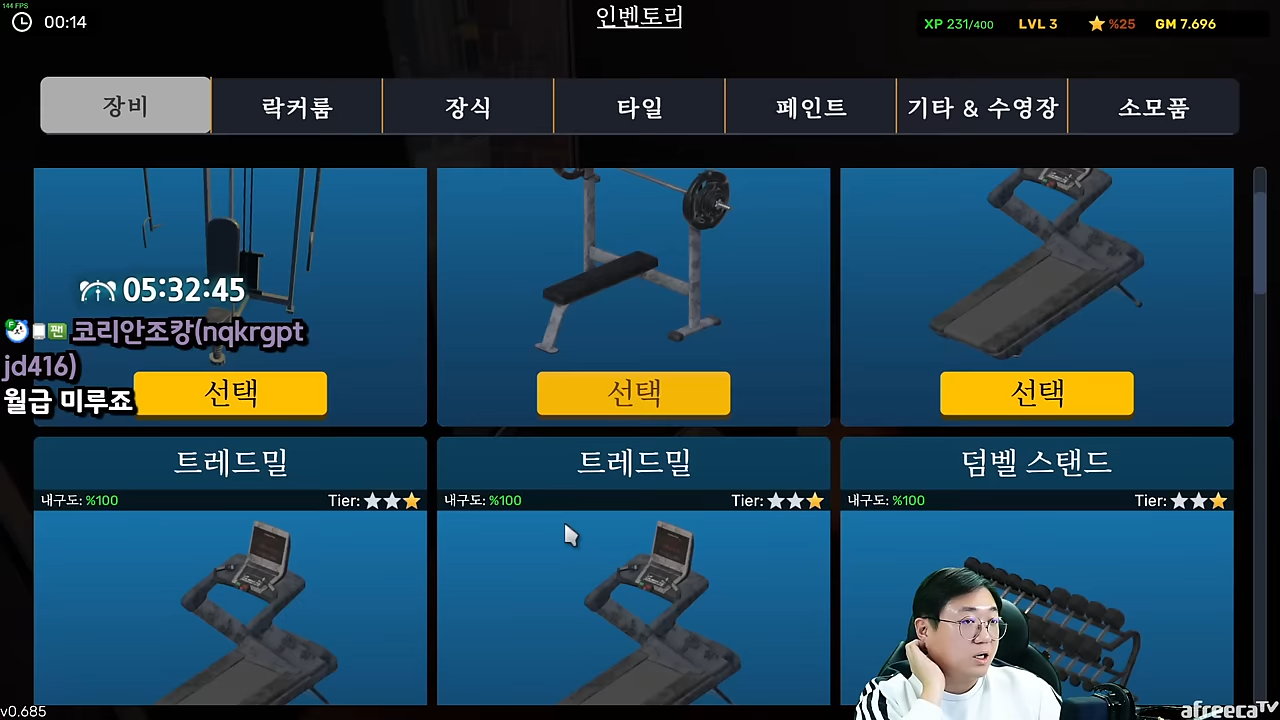 144 FPS
00:14
인벤토리
XP 231/400
LVL 3
%25
GM 7.696
장비
락커룸
장식
타일
페인트
기타 & 수영장
소모품
05:32:45
팬 코리안조캉(nqkrgpt
jd416)
월급 미루죠
선택
선택
선택
트레드밀
트레드밀
덤벨 스탠드
내구도: %100
Tier:
내구도: %100
Tier:
내구도: %100
Tier:
v0.685
afreecaTV